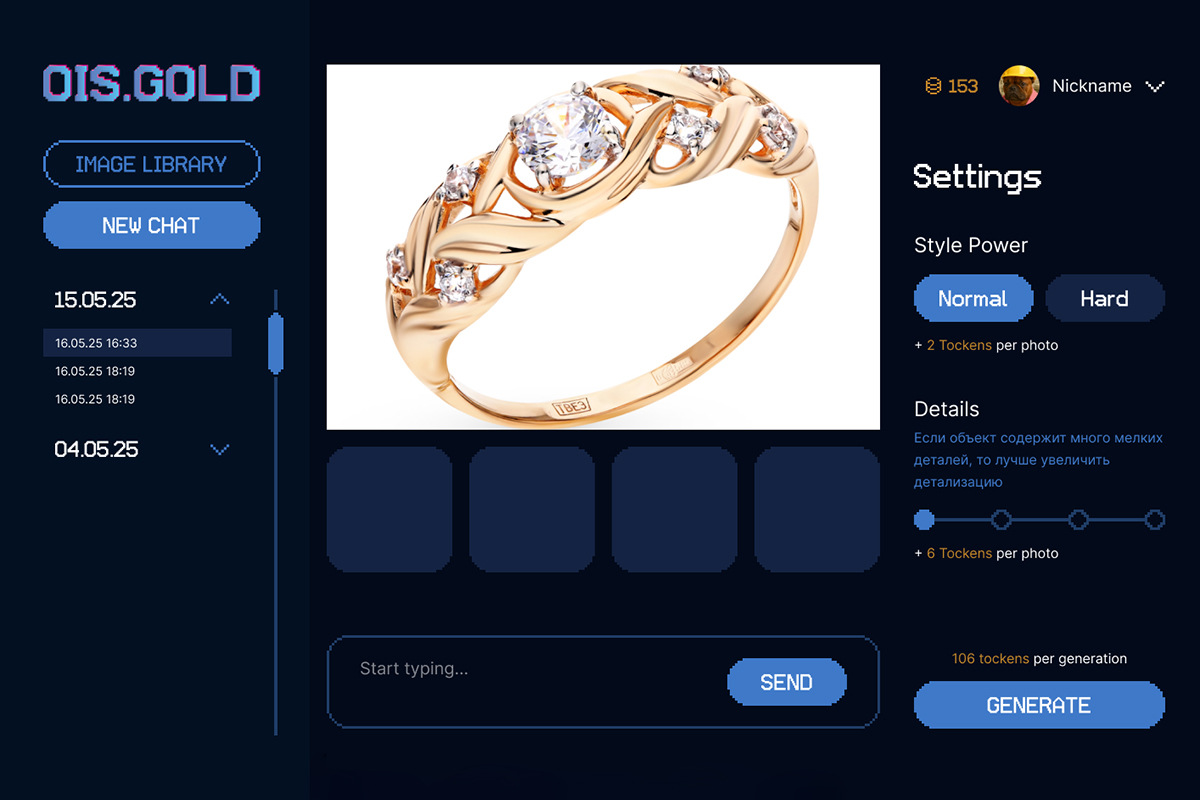 OIS.GOLD
IMAGE LIBRARY
NEW CHAT
15.05.25
16.05.25 16:33
16.05.25 18:19
16.05.25 18:19
04.05.25
ТВЕЗ
Start typing...
SEND
153
Nickname
Settings
Style Power
Normal
Hard
+ 2 Tockens per photo
Details
Если объект содержит много мелких
деталей, то лучше увеличить
детализацию
+ 6 Tockens per photo
106 tockens per generation
GENERATE